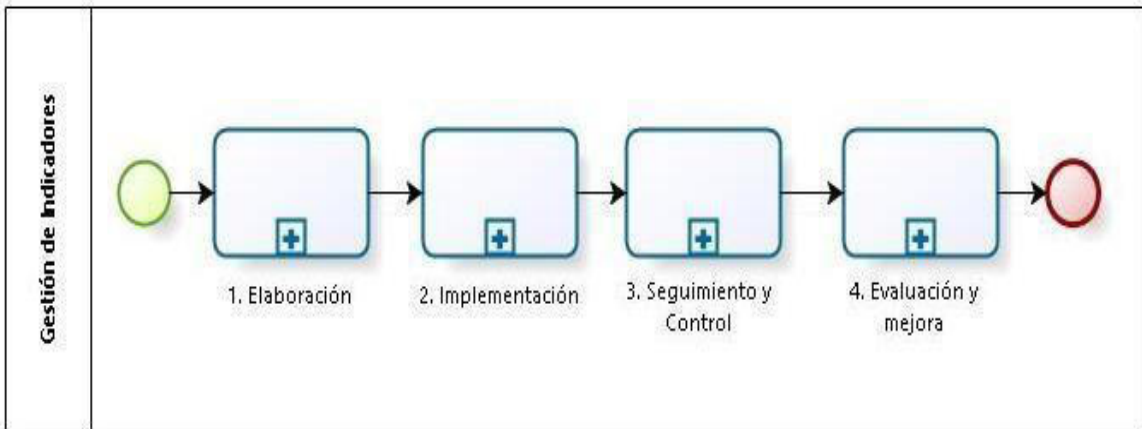 Gestión de Indicadores
1. Elaboración
2. Implementación
3. Seguimiento y
Control
4. Evaluación y
mejora